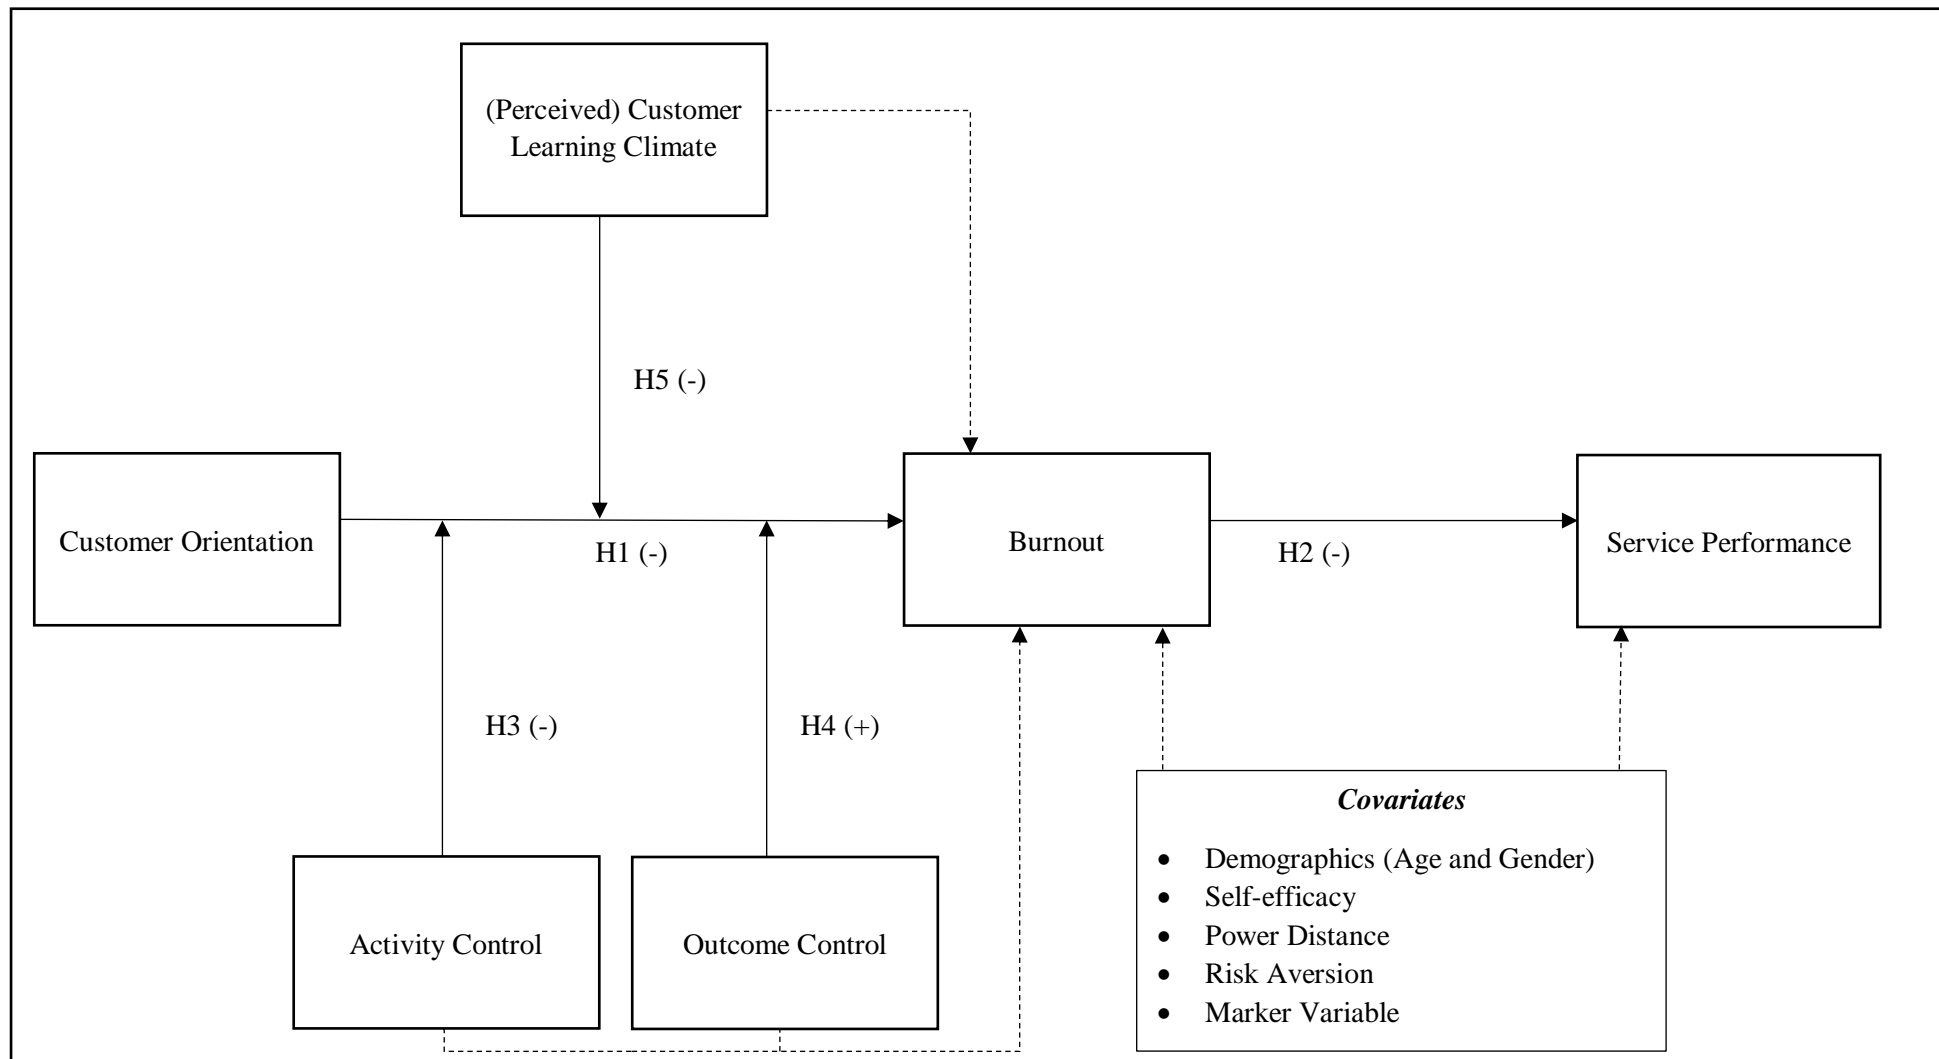 (Perceived) Customer
Learning Climate
H5 (-)
Customer Orientation
H1 (-)
Burnout
H2 (-)
Service Performance
H3 (-)
H4 (+)
Activity Control
Outcome Control
Covariates
• Demographics (Age and Gender)
• Self-efficacy
• Power Distance
• Risk Aversion
• Marker Variable